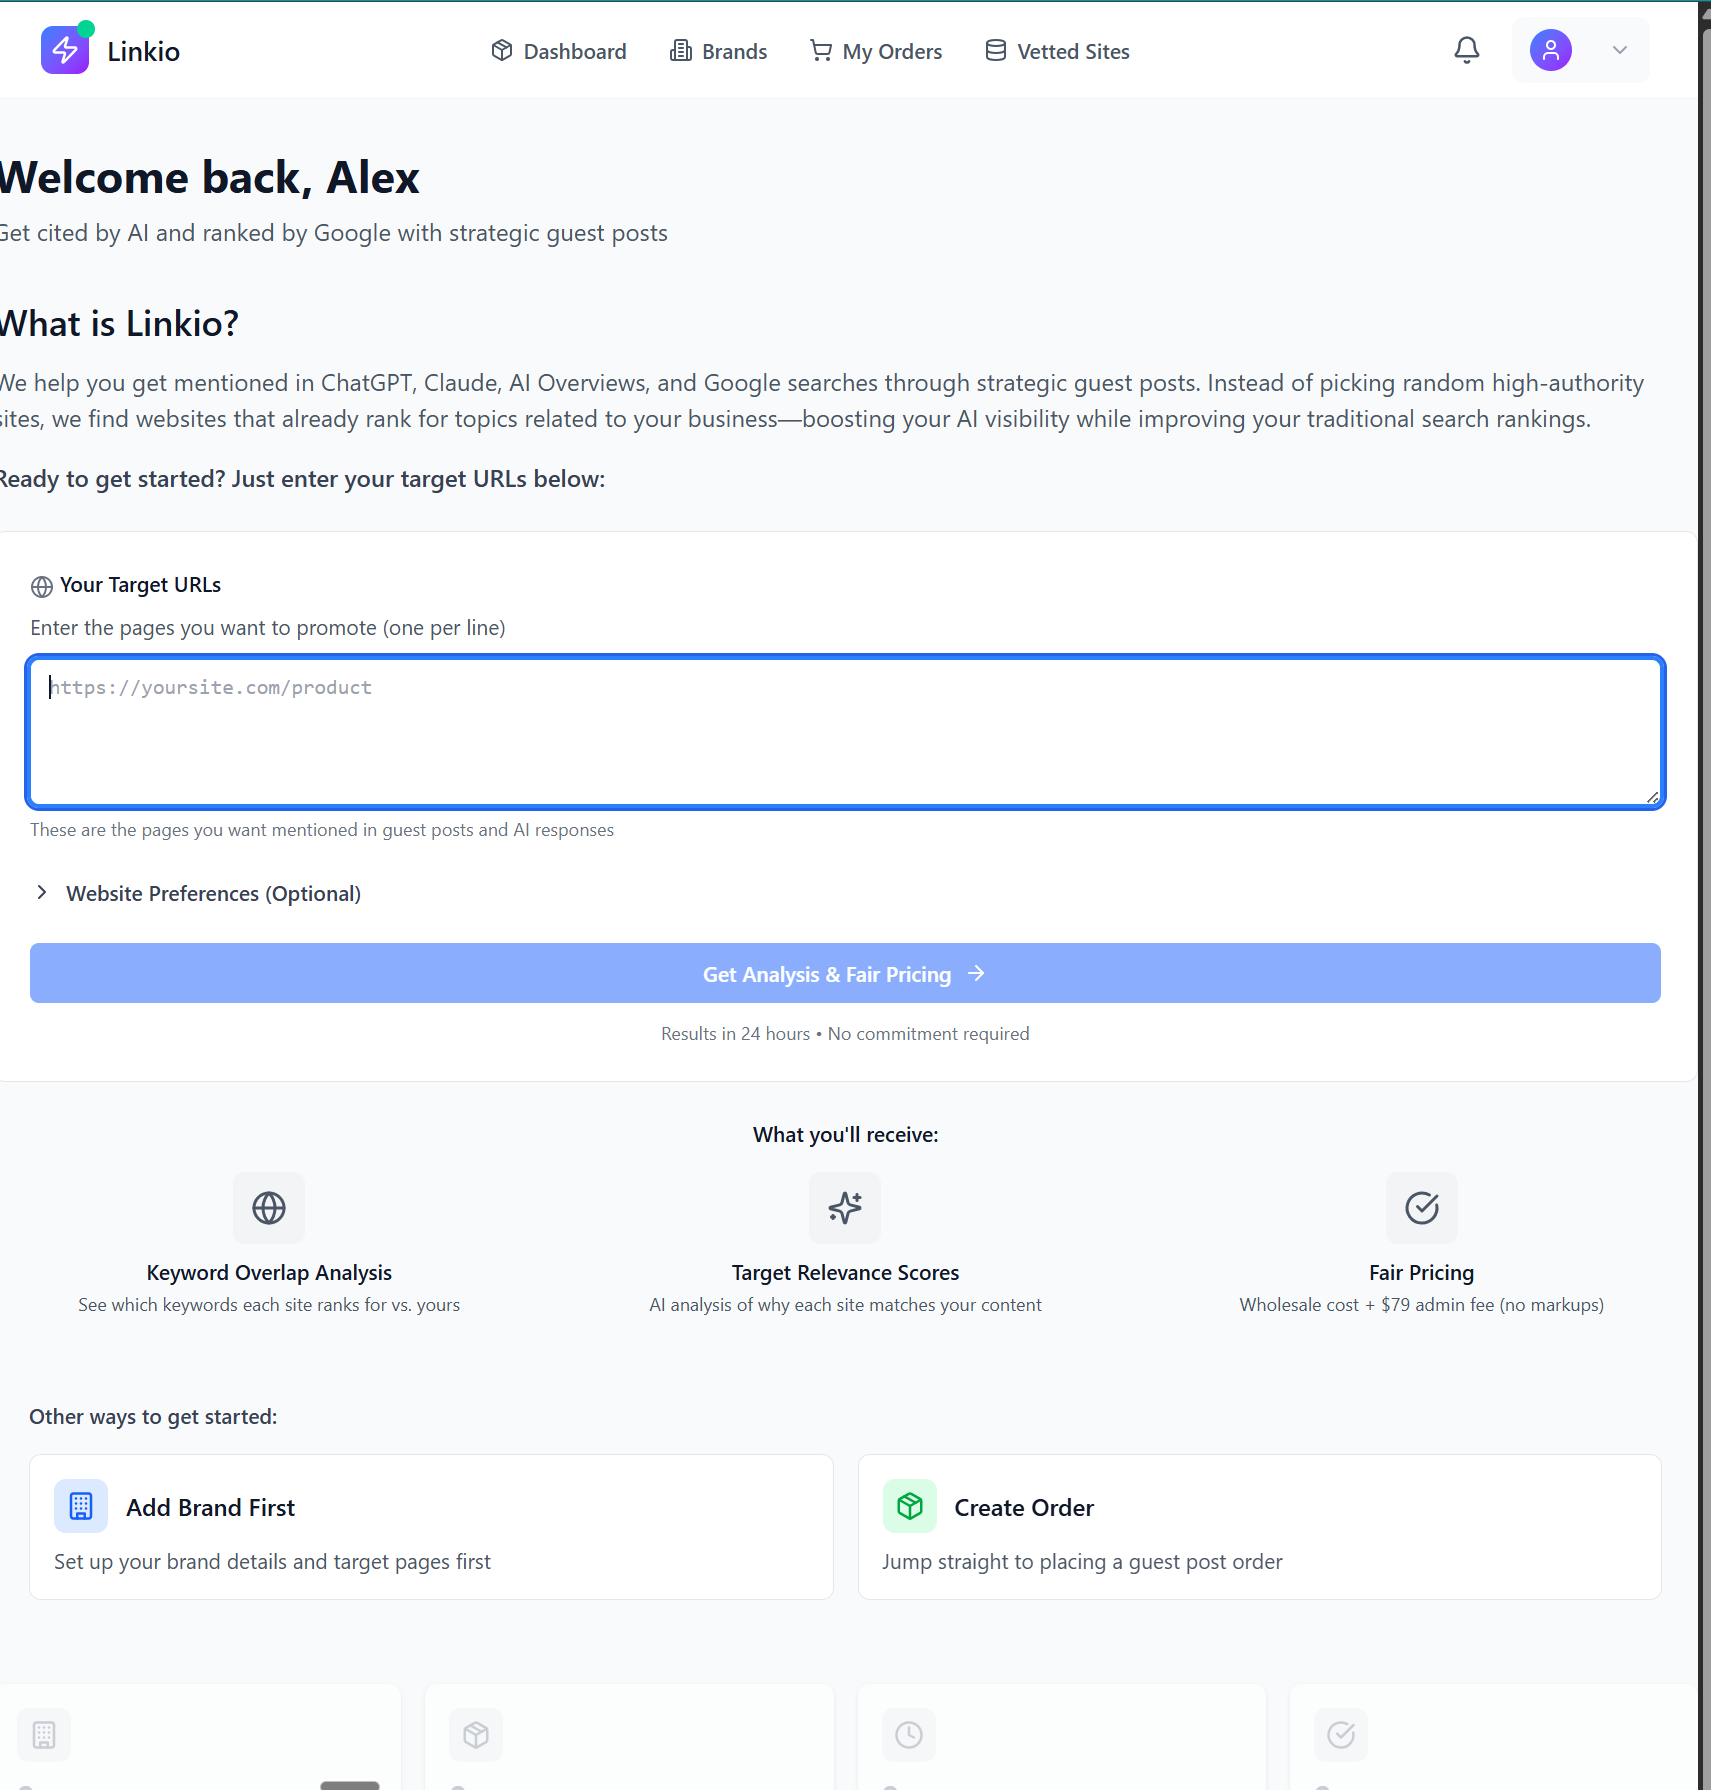 Linkio
Dashboard
Brands
My Orders
Vetted Sites
Welcome back, Alex
Get cited by AI and ranked by Google with strategic guest posts
What is Linkio?
We help you get mentioned in ChatGPT, Claude, AI Overviews, and Google searches through strategic guest posts. Instead of picking random high-authority
sites, we find websites that already rank for topics related to your business—boosting your AI visibility while improving your traditional search rankings.
Ready to get started? Just enter your target URLs below:
Your Target URLs
Enter the pages you want to promote (one per line)
https://yoursite.com/product
These are the pages you want mentioned in guest posts and AI responses
Website Preferences (Optional)
Get Analysis & Fair Pricing
Results in 24 hours • No commitment required
What you'll receive:
Keyword Overlap Analysis
See which keywords each site ranks for vs. yours
Target Relevance Scores
AI analysis of why each site matches your content
Fair Pricing
Wholesale cost + $79 admin fee (no markups)
Other ways to get started:
Add Brand First
Set up your brand details and target pages first
Create Order
Jump straight to placing a guest post order